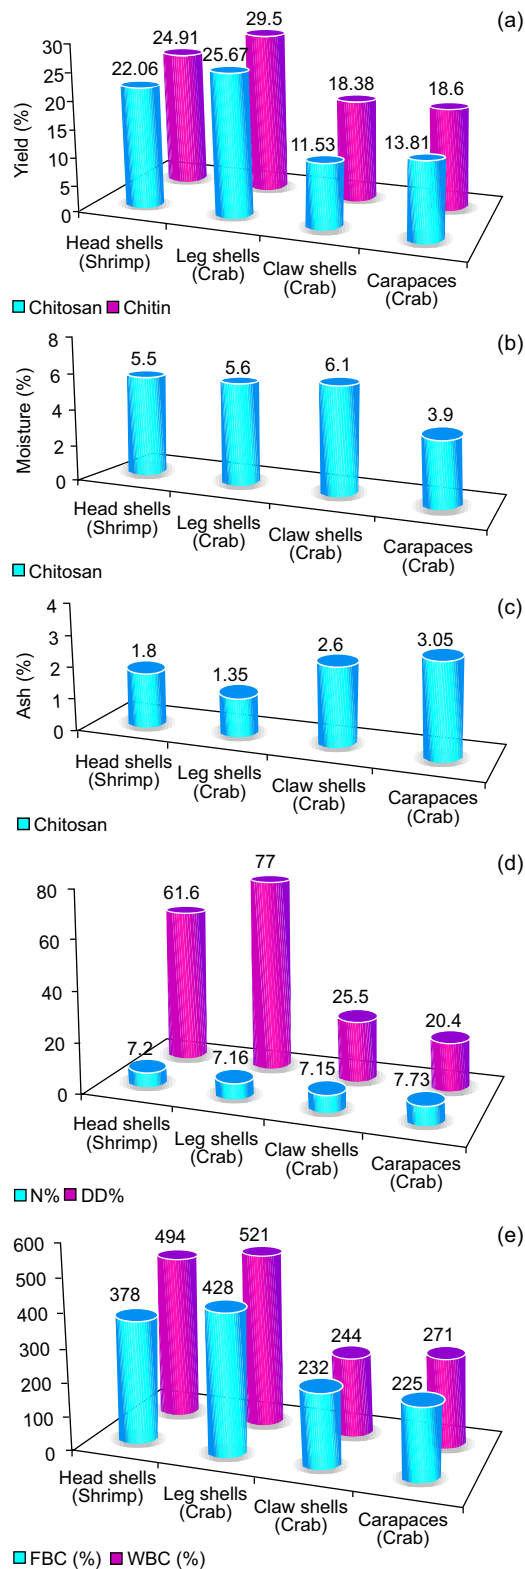 (a)
Yield (%)
30
25
20
15
10
5
0
22.06
24.91
25.67
29.5
11.53
18.38
13.81
18.6
Head shells
(Shrimp)
Leg shells
(Crab)
Claw shells
(Crab)
Carapaces
(Crab)
Chitosan Chitin
(b)
Moisture (%)
8
6
4
2
0
5.5
5.6
6.1
3.9
Head shells
(Shrimp)
Leg shells
(Crab)
Claw shells
(Crab)
Carapaces
(Crab)
Chitosan
(c)
Ash (%)
4
3
2
1
0
1.8
1.35
2.6
3.05
Head shells
(Shrimp)
Leg shells
(Crab)
Claw shells
(Crab)
Carapaces
(Crab)
Chitosan
(d)
80
60
40
20
0
61.6
77
25.5
20.4
7.2
7.16
7.15
7.73
Head shells
(Shrimp)
Leg shells
(Crab)
Claw shells
(Crab)
Carapaces
(Crab)
N% DD%
(e)
600
500
400
300
200
100
0
378
494
428
521
232
244
225
271
Head shells
(Shrimp)
Leg shells
(Crab)
Claw shells
(Crab)
Carapaces
(Crab)
FBC (%) WBC (%)